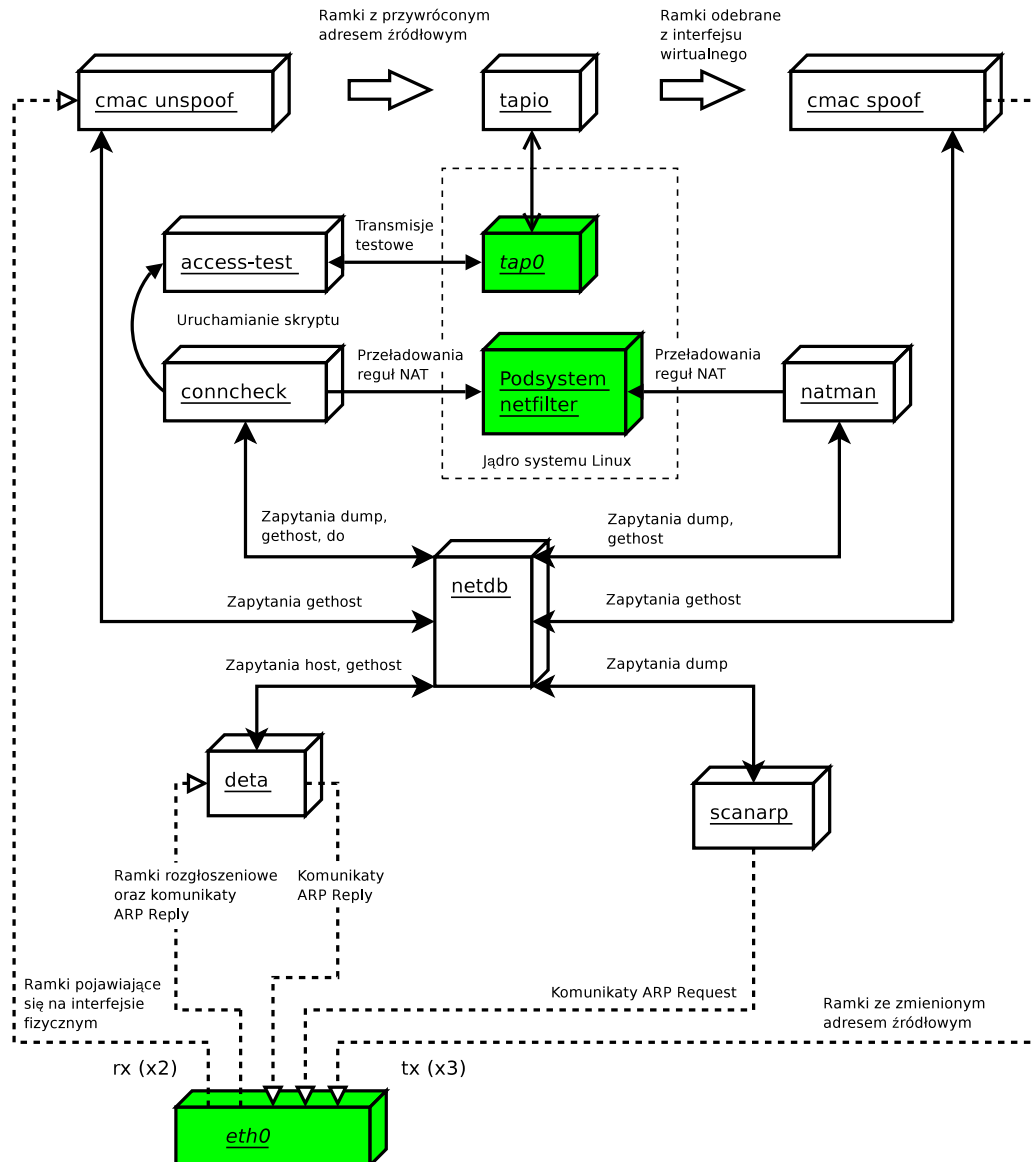 Ramki z przywróconym
adresem źródłowym
Ramki odebrane
z interfejsu
wirtualnego
cmac unspoof
tapio
cmac spoof
access-test
Transmisje
testowe
tap0
Uruchamianie skryptu
conncheck
Przeładowania
reguł NAT
Podsystem
netfilter
Przeładowania
reguł NAT
natman
Jądro systemu Linux
Zapytania dump,
gethost, do
Zapytania dump,
gethost
netdb
Zapytania gethost
Zapytania gethost
Zapytania host, gethost
Zapytania dump
deta
scanarp
Ramki rozgłoszeniowe
oraz komunikaty
ARP Reply
Komunikaty
ARP Reply
Ramki pojawiające
się na interfejsie
fizycznym
Komunikaty ARP Request
Ramki ze zmienionym
adresem źródłowym
rx (x2)
tx (x3)
eth0